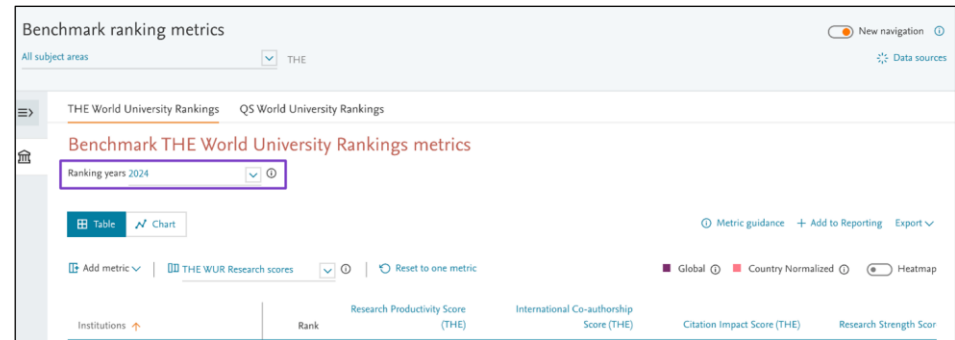 Benchmark ranking metrics
New navigation
All subject areas
THE
Data sources
THE World University Rankings
QS World University Rankings
Benchmark THE World University Rankings metrics
Ranking years 2024
Table
Chart
Metric guidance
+ Add to Reporting
Export
Add metric
THE WUR Research scores
Reset to one metric
Global
Country Normalized
Heatmap
Institutions
Rank
Research Productivity Score
(THE)
International Co-authorship
Score (THE)
Citation Impact Score (THE)
Research Strength Scor